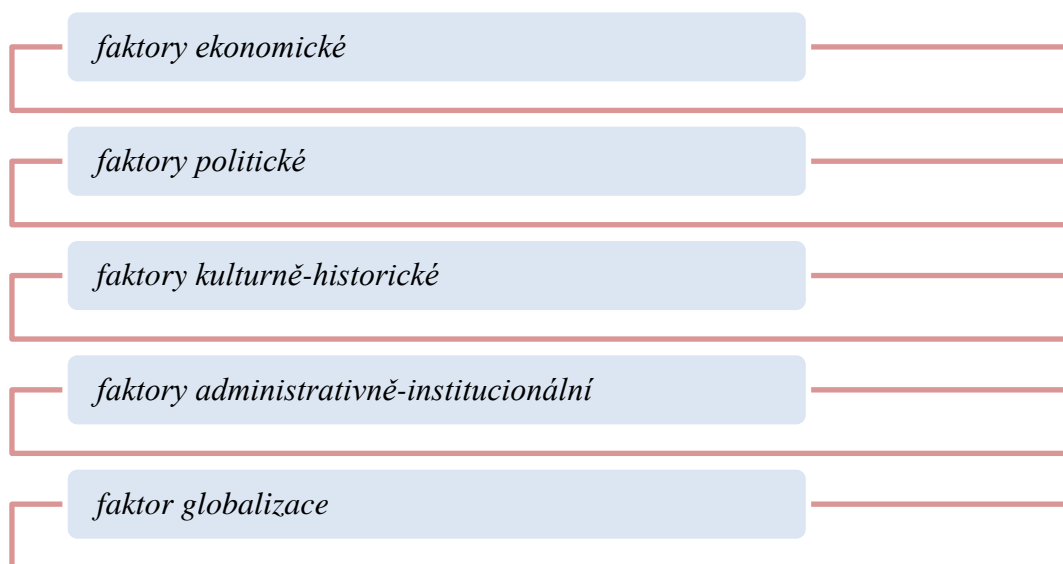 faktory ekonomické
faktory politické
faktory kulturně-historické
faktory administrativně-institucionální
faktor globalizace